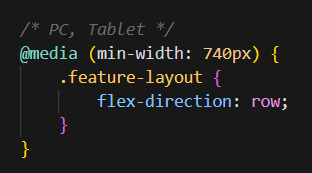 /* PC, Tablet */
@media (min-width: 740px) {
    .feature-layout {
        flex-direction: row;
    }
}